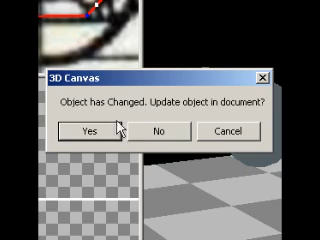 3D Canvas
Object has Changed. Update object in document?
Yes
No
Cancel